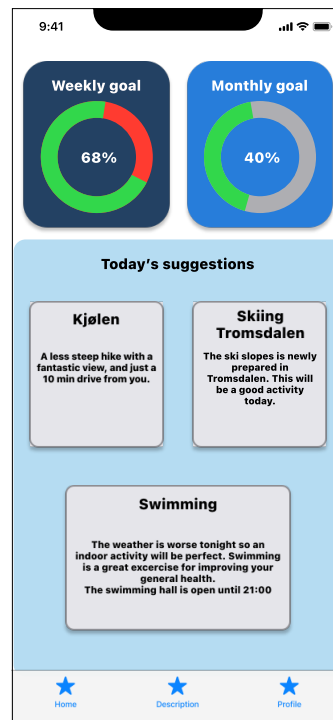 9:41
Weekly goal
Monthly goal
68%
40%
Today's suggestions
Kjølen
A less steep hike with a
fantastic view, and just a
10 min drive from you.
Skiing
Tromsdalen
The ski slopes is newly
prepared in
Tromsdalen. This will
be a good activity
today.
Swimming
The weather is worse tonight so an
indoor activity will be perfect. Swimming
is a great excercise for improving your
general health.
The swimming hall is open until 21:00
Home
Description
Profile